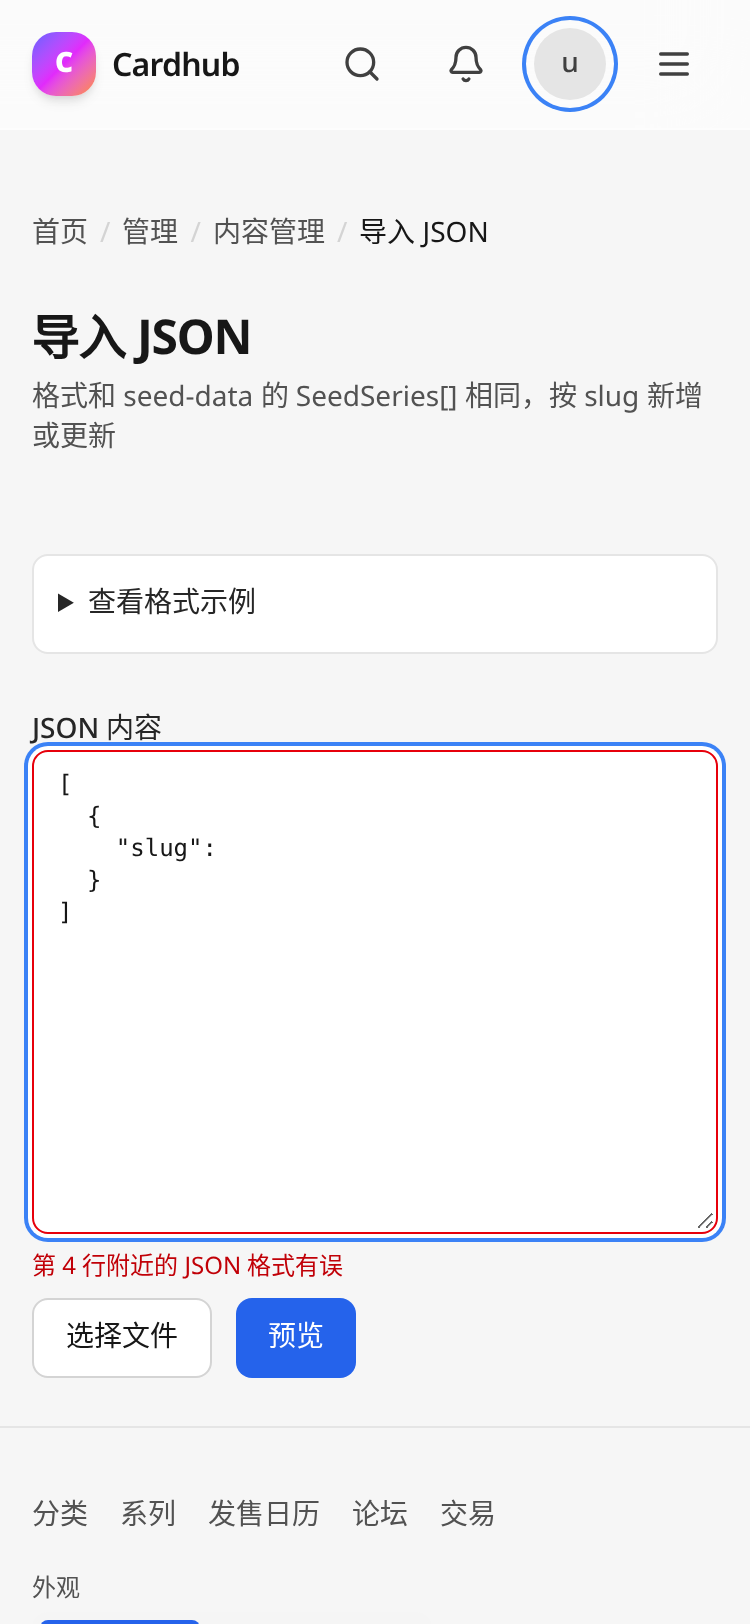 C Cardhub u
首页 / 管理 / 内容管理 / 导入 JSON
导入 JSON
格式和 seed-data 的 SeedSeries[] 相同，按 slug 新增
或更新
查看格式示例
JSON 内容
[
  {
    "slug":
  }
]
第 4 行附近的 JSON 格式有误
选择文件 预览
分类 系列 发售日历 论坛 交易
外观